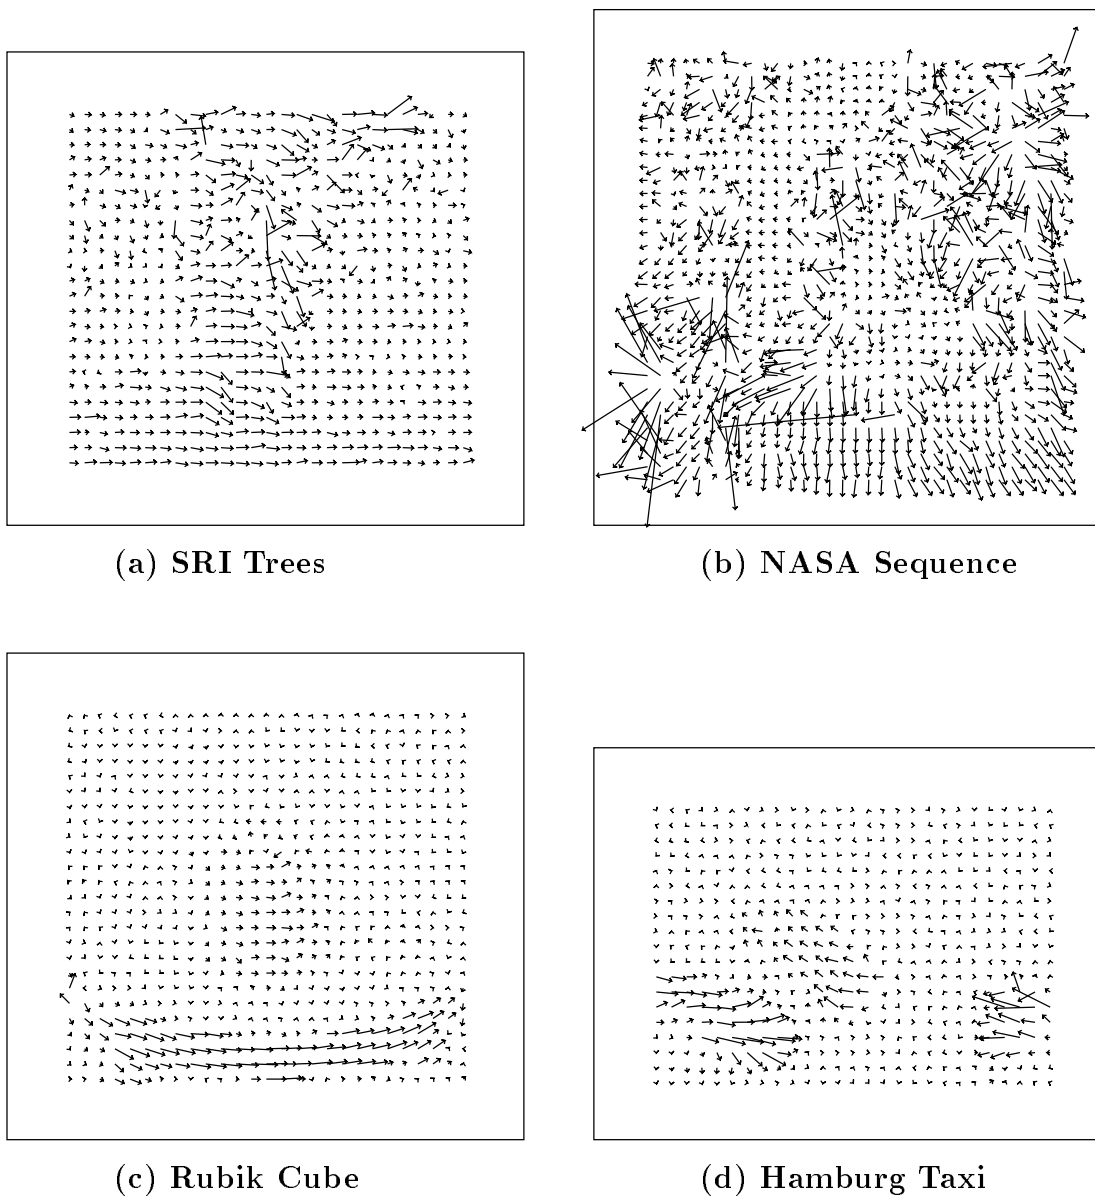 (a) SRI Trees
(b) NASA Sequence
(c) Rubik Cube
(d) Hamburg Taxi